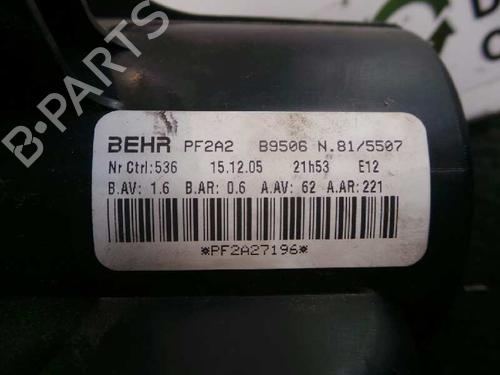 BEHR PF2A2 B9506 N.81/5507
Nr Ctrl:536 15.12.05 21h53 E12
B.AV: 1.6 B.AR: 0.6 A.AV: 62 A.AR: 221
*PF2A27196*